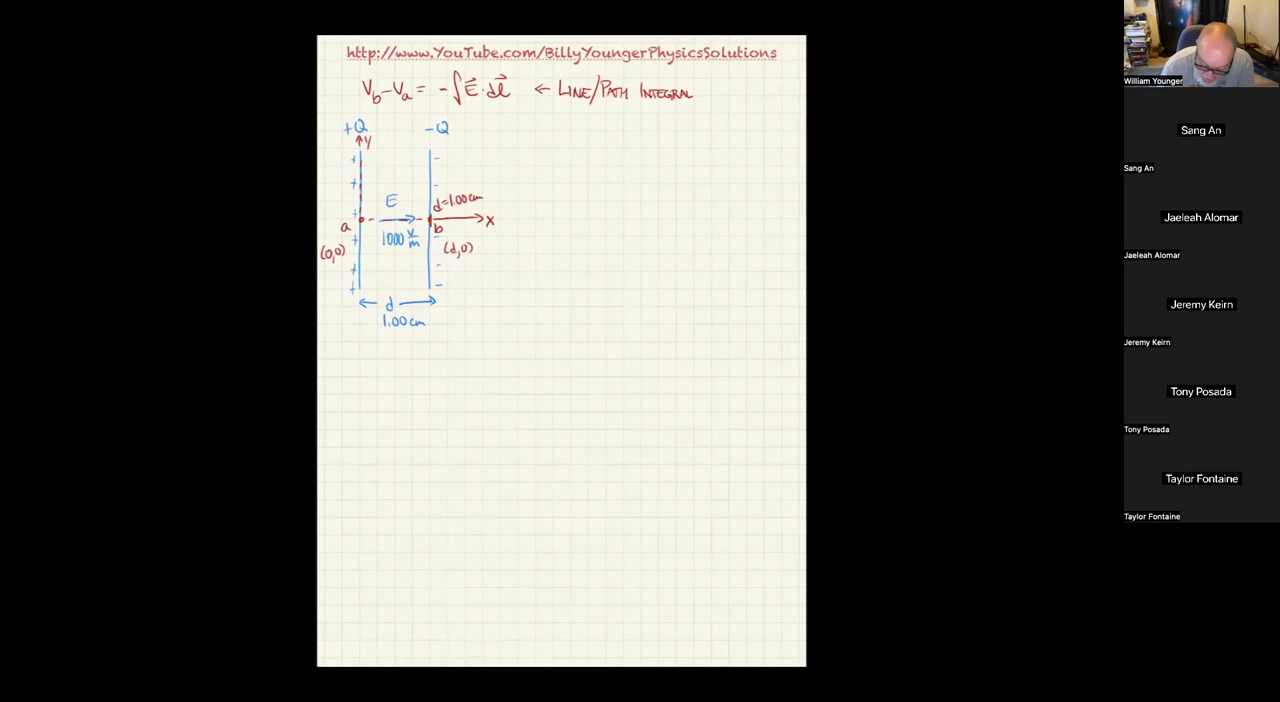 http://www.YouTube.com/BillyYoungerPhysicsSolutions
V_b - V_a = -∫E⃗·dl⃗ ← LINE/PATH INTEGRAL
+Q -Q
y
+ -
+ -
E d=1.00cm
+
a b x
+ 1000 V/m -
(0,0) (d,0)
+ -
+ -
d
1.00cm
William Younger
Sang An
Sang An
Jaeleah Alomar
Jaeleah Alomar
Jeremy Keirn
Jeremy Keirn
Tony Posada
Tony Posada
Taylor Fontaine
Taylor Fontaine